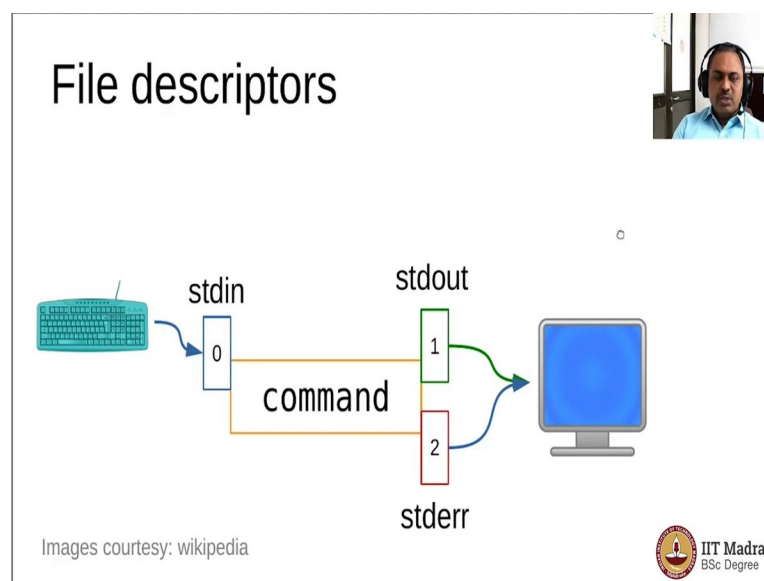 File descriptors
stdin
stdout
0
1
command
2
stderr
Images courtesy: wikipedia
IIT Madra
BSc Degree